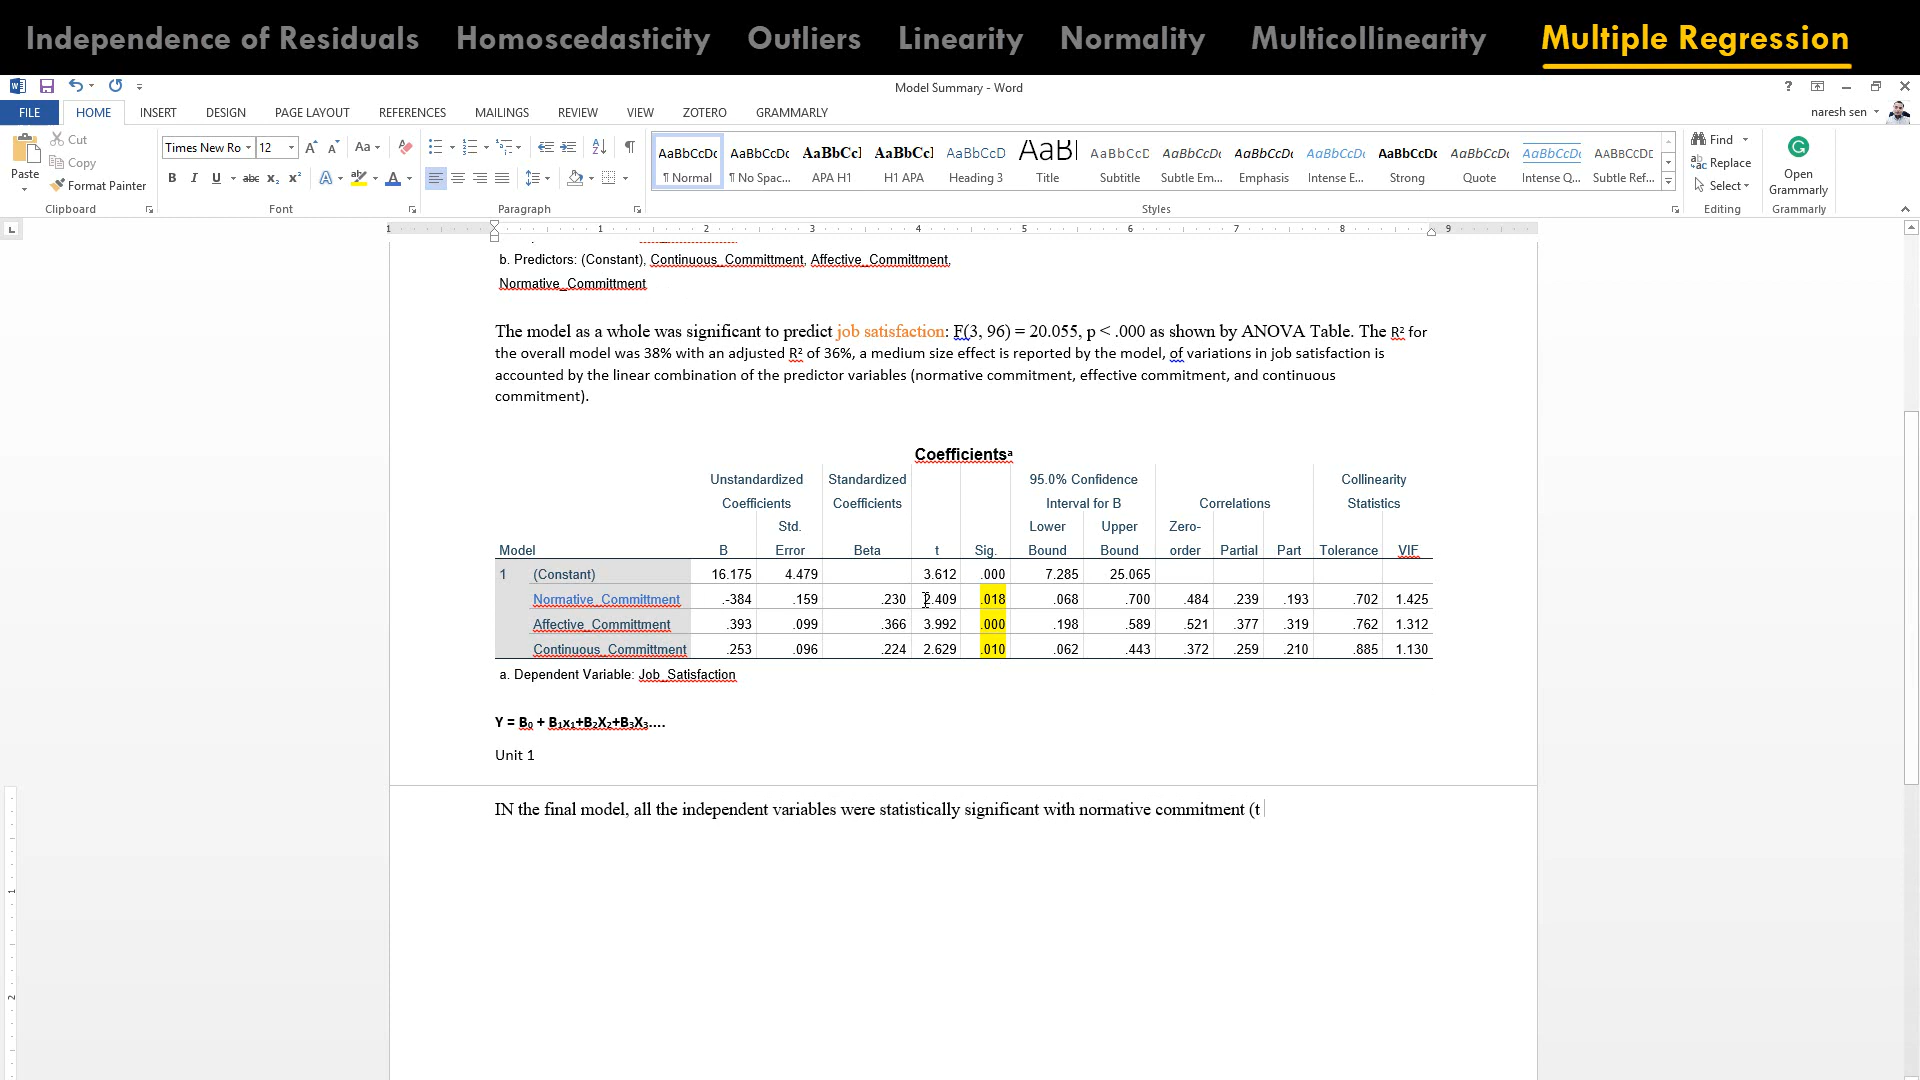 Independence of Residuals Homoscedasticity Outliers Linearity Normality Multicollinearity Multiple Regression
Model Summary - Word
FILE HOME INSERT DESIGN PAGE LAYOUT REFERENCES MAILINGS REVIEW VIEW ZOTERO GRAMMARLY naresh sen
Cut
Copy
Format Painter
Paste
Clipboard
Times New Ro 12
Font
Paragraph
AaBbCcDc AaBbCcDc AaBbCcl AaBbCcl AaBbCcD AaBl AaBbCcC AaBbCcDc AaBbCcDc AaBbCcDc AaBbCcDc AaBbCcDc AaBbCcDc AaBbCcDc
¶ Normal ¶ No Spac... APA H1 H1 APA Heading 3 Title Subtitle Subtle Em... Emphasis Intense E... Strong Quote Intense Q... Subtle Ref...
Styles
Find
Replace
Select
Editing
Open
Grammarly
Grammarly
1 1 2 3 4 5 6 7 8 9
b. Predictors: (Constant), Continuous_Committment, Affective_Committment,
Normative_Committment
The model as a whole was significant to predict job satisfaction: F(3, 96) = 20.055, p < .000 as shown by ANOVA Table. The R² for
the overall model was 38% with an adjusted R² of 36%, a medium size effect is reported by the model, of variations in job satisfaction is
accounted by the linear combination of the predictor variables (normative commitment, effective commitment, and continuous
commitment).
Coefficientsᵃ
Unstandardized Standardized 95.0% Confidence Collinearity
Coefficients Coefficients Interval for B Correlations Statistics
Std. Lower Upper Zero-
Model B Error Beta t Sig. Bound Bound order Partial Part Tolerance VIF
1 (Constant) 16.175 4.479 3.612 .000 7.285 25.065
Normative_Committment .-384 .159 .230 2.409 .018 .068 .700 .484 .239 .193 .702 1.425
Affective_Committment .393 .099 .366 3.992 .000 .198 .589 .521 .377 .319 .762 1.312
Continuous_Committment .253 .096 .224 2.629 .010 .062 .443 .372 .259 .210 .885 1.130
a. Dependent Variable: Job_Satisfaction
Y = B₀ + B₁x₁+B₂X₂+B₃X₃....
Unit 1
IN the final model, all the independent variables were statistically significant with normative commitment (t
1
2